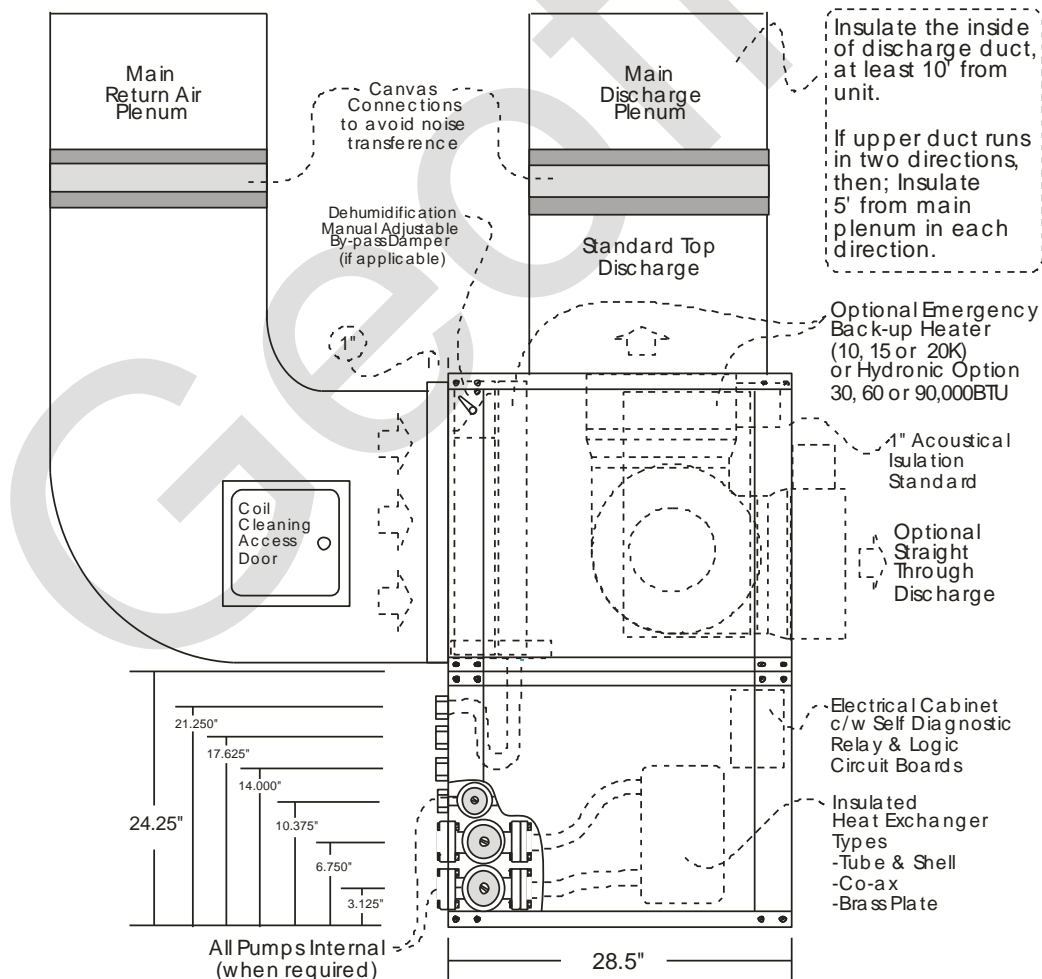 Main
Return Air
Plenum
Canvas
Connections
to avoid noise
transference
Main
Discharge
Plenum
Insulate the inside
of discharge duct,
at least 10' from
unit.
If upper duct runs
in two directions,
then; Insulate
5' from main
plenum in each
direction.
Dehumidification
Manual Adjustable
By-pass Damper
(if applicable)
Standard Top
Discharge
1"
Optional Emergency
Back-up Heater
(10, 15 or 20K)
or Hydronic Option
30, 60 or 90,000BTU
1" Acoustical
Isulation
Standard
Coil
Cleaning
Access
Door
Optional
Straight
Through
Discharge
21.250"
17.625"
14.000"
24.25"
10.375"
6.750"
3.125"
Electrical Cabinet
c/w Self Diagnostic
Relay & Logic
Circuit Boards
Insulated
Heat Exchanger
Types
-Tube & Shell
-Co-ax
-Brass Plate
All Pumps Internal
(when required)
28.5"